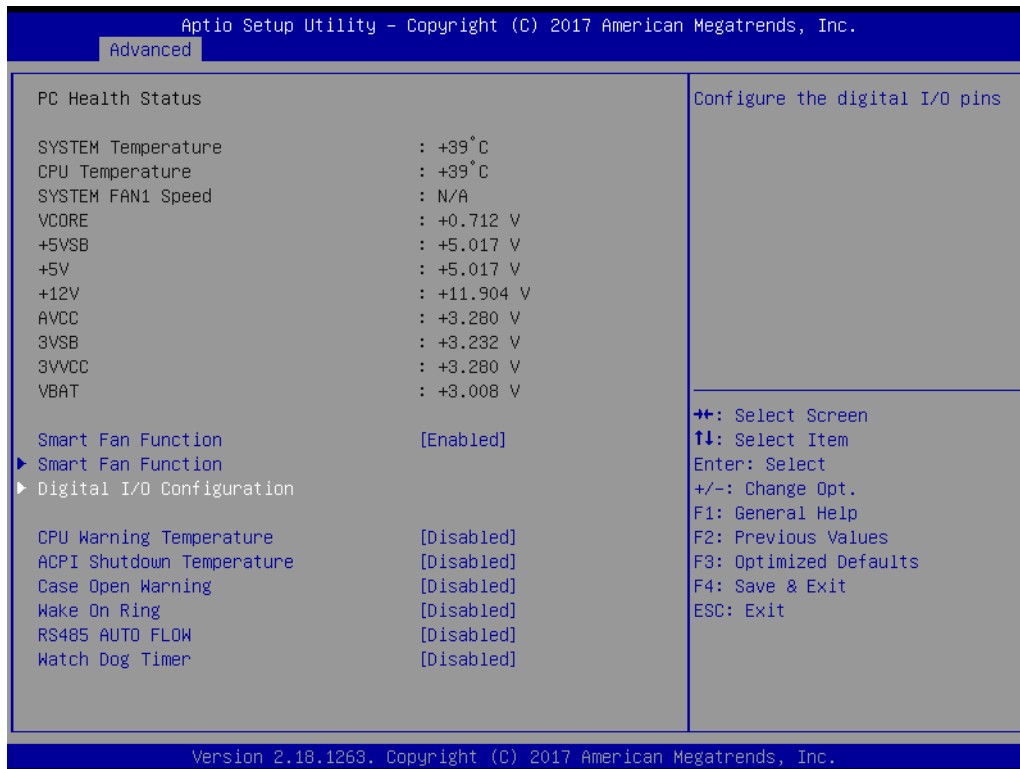 Aptio Setup Utility – Copyright (C) 2017 American Megatrends, Inc.
Advanced
PC Health Status
SYSTEM Temperature : +39°C
CPU Temperature : +39°C
SYSTEM FAN1 Speed : N/A
VCORE : +0.712 V
+5VSB : +5.017 V
+5V : +5.017 V
+12V : +11.904 V
AVCC : +3.280 V
3VSB : +3.232 V
3VVCC : +3.280 V
VBAT : +3.008 V
Smart Fan Function [Enabled]
Smart Fan Function
Digital I/O Configuration
CPU Warning Temperature [Disabled]
ACPI Shutdown Temperature [Disabled]
Case Open Warning [Disabled]
Wake On Ring [Disabled]
RS485 AUTO FLOW [Disabled]
Watch Dog Timer [Disabled]
Configure the digital I/O pins
→←: Select Screen
↑↓: Select Item
Enter: Select
+/-: Change Opt.
F1: General Help
F2: Previous Values
F3: Optimized Defaults
F4: Save & Exit
ESC: Exit
Version 2.18.1263. Copyright (C) 2017 American Megatrends, Inc.